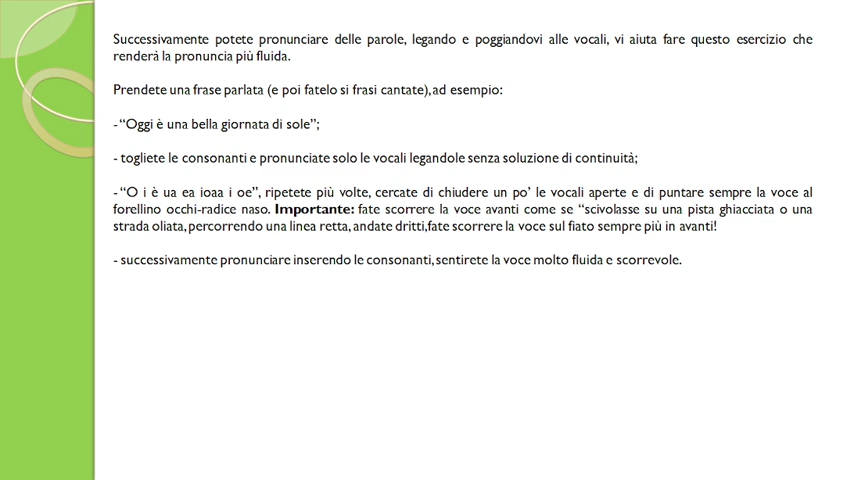 Successivamente potete pronunciare delle parole, legando e poggiandovi alle vocali, vi aiuta fare questo esercizio che
renderà la pronuncia più fluida.
Prendete una frase parlata (e poi fatelo si frasi cantate), ad esempio:
- “Oggi è una bella giornata di sole”;
- togliete le consonanti e pronunciate solo le vocali legandole senza soluzione di continuità;
- “O i è ua ea ioaa i oe”, ripetete più volte, cercate di chiudere un po’ le vocali aperte e di puntare sempre la voce al
forellino occhi-radice naso. Importante: fate scorrere la voce avanti come se “scivolasse su una pista ghiacciata o una
strada oliata, percorrendo una linea retta, andate dritti,fate scorrere la voce sul fiato sempre più in avanti!
- successivamente pronunciare inserendo le consonanti, sentirete la voce molto fluida e scorrevole.